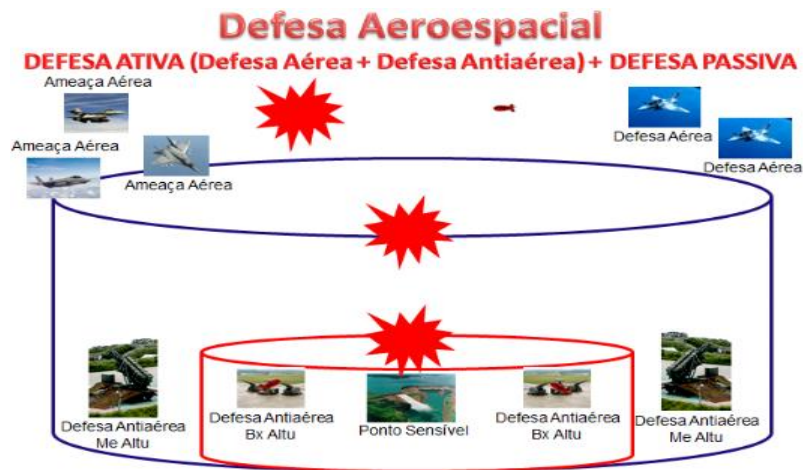 Defesa Aeroespacial
DEFESA ATIVA (Defesa Aérea + Defesa Antiaérea) + DEFESA PASSIVA
Ameaça Aérea
Ameaça Aérea
Ameaça Aérea
Defesa Aérea
Defesa Aérea
Defesa Antiaérea
Me Altu
Defesa Antiaérea
Bx Altu
Ponto Sensível
Defesa Antiaérea
Bx Altu
Defesa Antiaérea
Me Altu